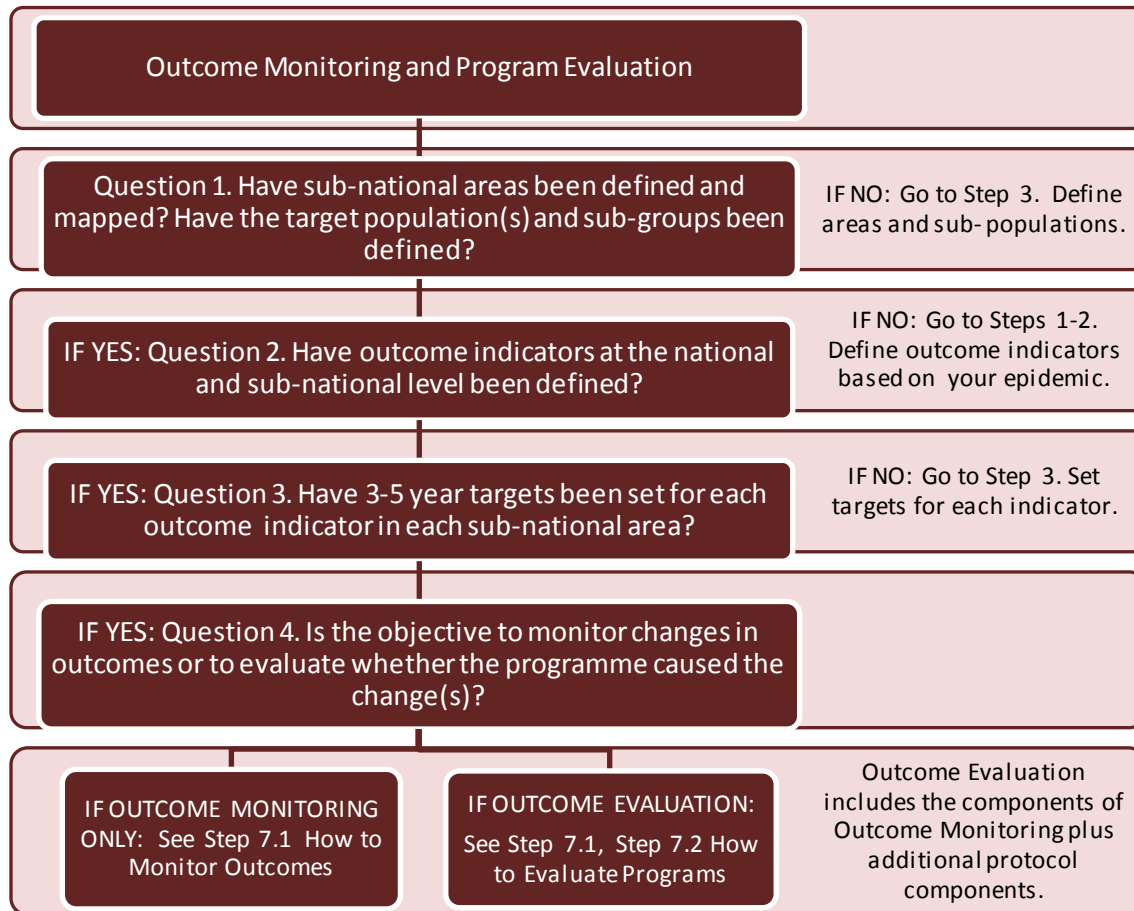 Outcome Monitoring and Program Evaluation
Question 1. Have sub-national areas been defined and
mapped? Have the target population(s) and sub-groups been
defined?
IF NO: Go to Step 3. Define
areas and sub-populations.
IF YES: Question 2. Have outcome indicators at the national
and sub-national level been defined?
IF NO: Go to Steps 1-2.
Define outcome indicators
based on your epidemic.
IF YES: Question 3. Have 3-5 year targets been set for each
outcome indicator in each sub-national area?
IF NO: Go to Step 3. Set
targets for each indicator.
IF YES: Question 4. Is the objective to monitor changes in
outcomes or to evaluate whether the programme caused the
change(s)?
IF OUTCOME MONITORING
ONLY: See Step 7.1 How to
Monitor Outcomes
IF OUTCOME EVALUATION:
See Step 7.1, Step 7.2 How
to Evaluate Programs
Outcome Evaluation
includes the components of
Outcome Monitoring plus
additional protocol
components.